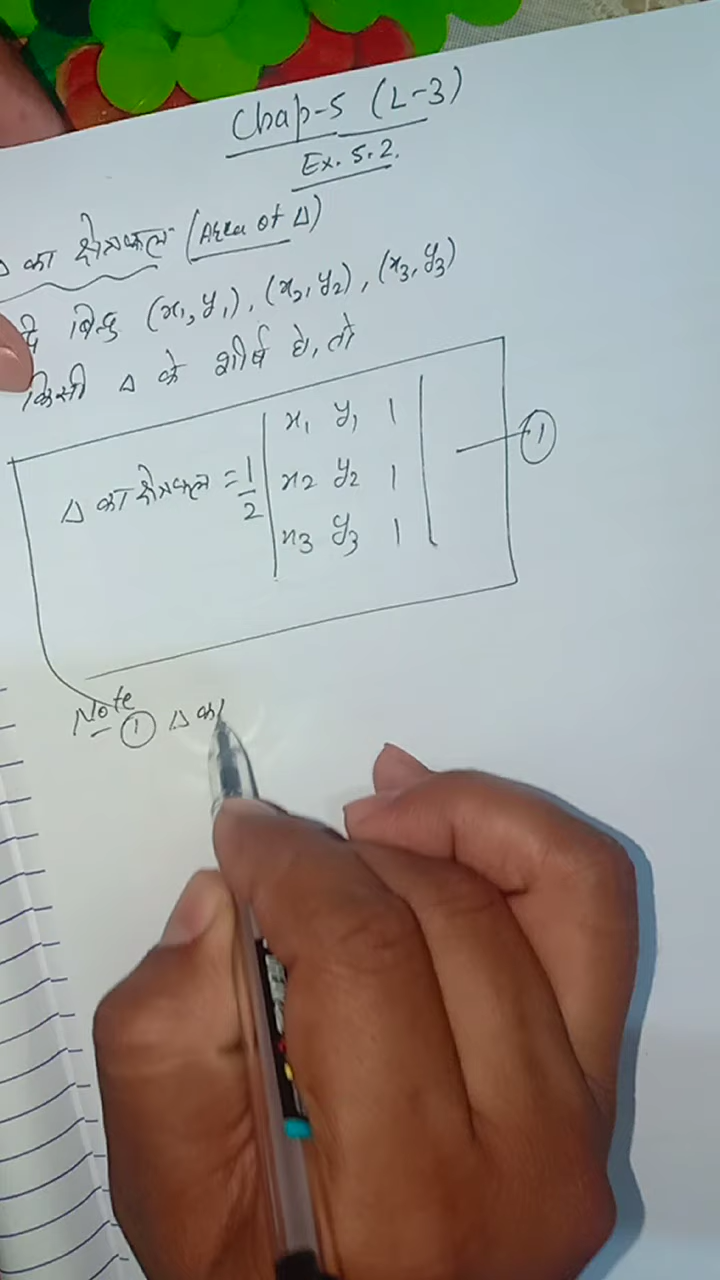 Chap-5 (L-3)
Ex. 5.2.
Δ का क्षेत्रफल (Area of Δ)
बिन्दु (x₁, y₁), (x₂, y₂), (x₃, y₃)
किसी Δ के शीर्ष हो, तो
x₁ y₁ 1
Δ का क्षेत्रफल = 1/2 | x₂ y₂ 1 | ①
x₃ y₃ 1
Note
① Δ का